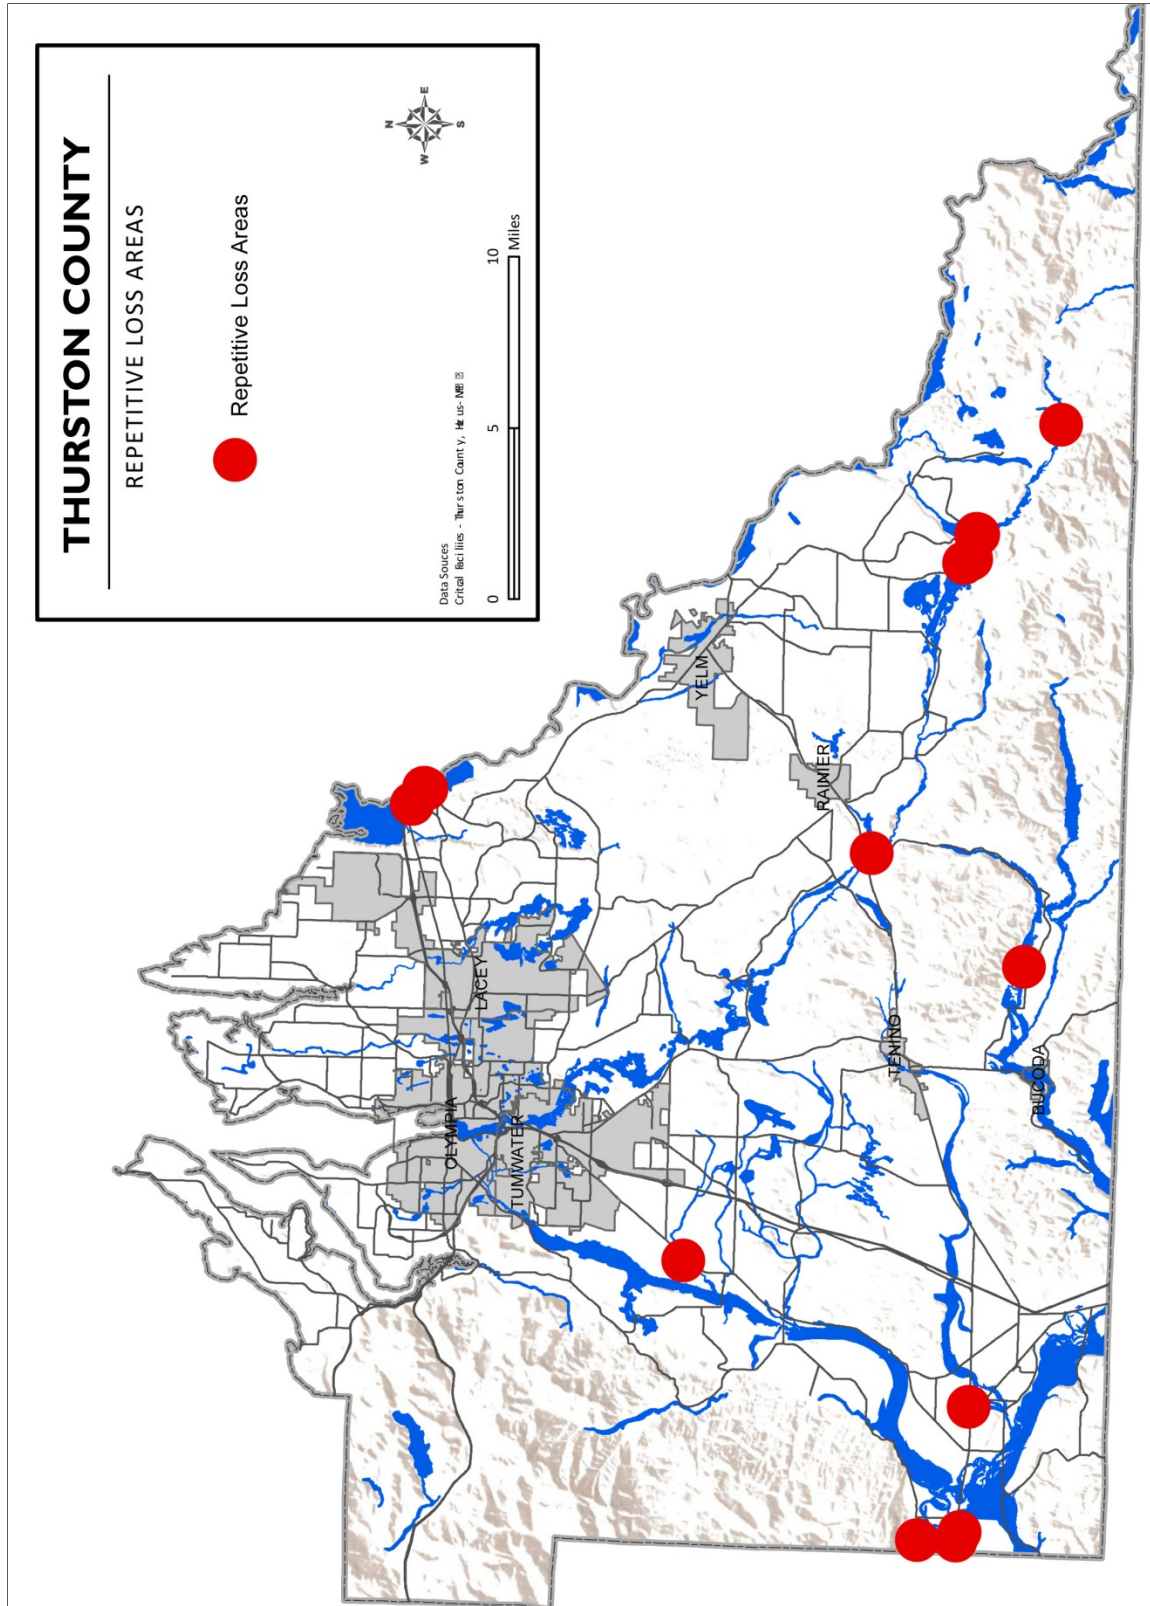 THURSTON COUNTY
REPETITIVE LOSS AREAS
Repetitive Loss Areas
N
W
E
S
Data Souces
0
5
10
Miles
YELM
RAINIER
LACEY
OLYMPIA
TUMWATER
TENINO
BUCODA